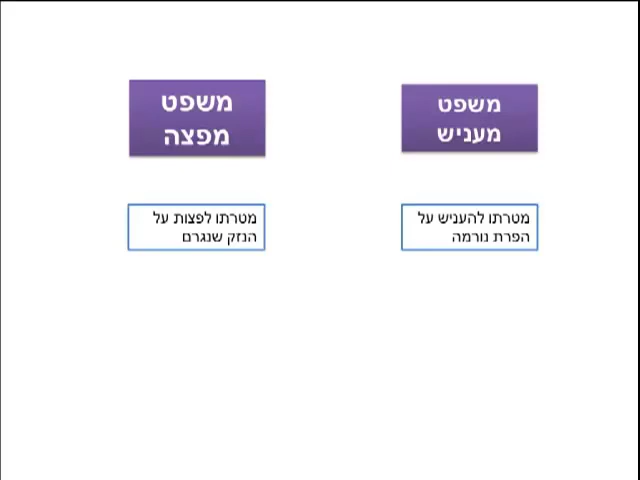 משפט
מעניש
מטרתו להעניש על
הפרת נורמה
משפט
מפצה
מטרתו לפצות על
הנזק שנגרם